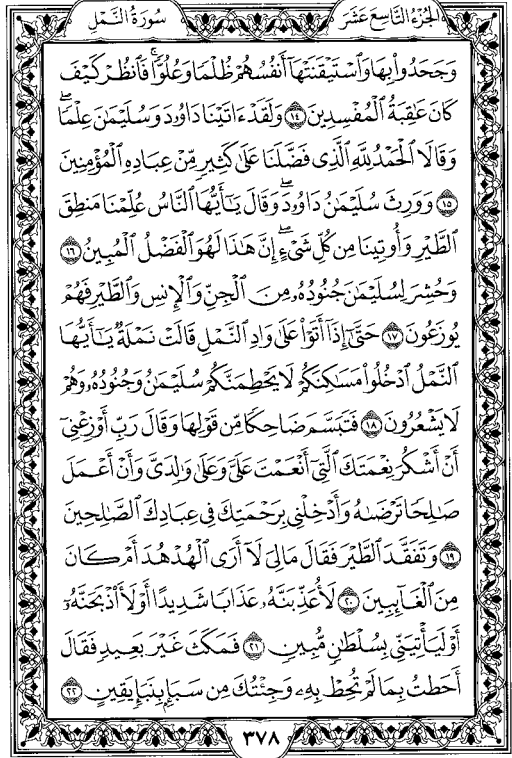 الجزء التاسع عشر
سورة النمل
وَجَحَدُوا۟ بِهَا وَٱسْتَيْقَنَتْهَآ أَنفُسُهُمْ ظُلْمًا وَعُلُوًّا ۚ فَٱنظُرْ كَيْفَ
كَانَ عَٰقِبَةُ ٱلْمُفْسِدِينَ ١٤ وَلَقَدْ ءَاتَيْنَا دَاوُۥدَ وَسُلَيْمَٰنَ عِلْمًا ۖ
وَقَالَا ٱلْحَمْدُ لِلَّهِ ٱلَّذِى فَضَّلَنَا عَلَىٰ كَثِيرٍ مِّنْ عِبَادِهِ ٱلْمُؤْمِنِينَ
١٥ وَوَرِثَ سُلَيْمَٰنُ دَاوُۥدَ ۖ وَقَالَ يَٰٓأَيُّهَا ٱلنَّاسُ عُلِّمْنَا مَنطِقَ
ٱلطَّيْرِ وَأُوتِينَا مِن كُلِّ شَىْءٍ ۖ إِنَّ هَٰذَا لَهُوَ ٱلْفَضْلُ ٱلْمُبِينُ ١٦
وَحُشِرَ لِسُلَيْمَٰنَ جُنُودُهُۥ مِنَ ٱلْجِنِّ وَٱلْإِنسِ وَٱلطَّيْرِ فَهُمْ
يُوزَعُونَ ١٧ حَتَّىٰٓ إِذَآ أَتَوْا۟ عَلَىٰ وَادِ ٱلنَّمْلِ قَالَتْ نَمْلَةٌ يَٰٓأَيُّهَا
ٱلنَّمْلُ ٱدْخُلُوا۟ مَسَٰكِنَكُمْ لَا يَحْطِمَنَّكُمْ سُلَيْمَٰنُ وَجُنُودُهُۥ وَهُمْ
لَا يَشْعُرُونَ ١٨ فَتَبَسَّمَ ضَاحِكًا مِّن قَوْلِهَا وَقَالَ رَبِّ أَوْزِعْنِىٓ
أَنْ أَشْكُرَ نِعْمَتَكَ ٱلَّتِىٓ أَنْعَمْتَ عَلَىَّ وَعَلَىٰ وَٰلِدَىَّ وَأَنْ أَعْمَلَ
صَٰلِحًا تَرْضَىٰهُ وَأَدْخِلْنِى بِرَحْمَتِكَ فِى عِبَادِكَ ٱلصَّٰلِحِينَ
١٩ وَتَفَقَّدَ ٱلطَّيْرَ فَقَالَ مَا لِىَ لَآ أَرَى ٱلْهُدْهُدَ أَمْ كَانَ
مِنَ ٱلْغَآئِبِينَ ٢٠ لَأُعَذِّبَنَّهُۥ عَذَابًا شَدِيدًا أَوْ لَأَا۟ذْبَحَنَّهُۥٓ
أَوْ لَيَأْتِيَنِّى بِسُلْطَٰنٍ مُّبِينٍ ٢١ فَمَكَثَ غَيْرَ بَعِيدٍ فَقَالَ
أَحَطتُ بِمَا لَمْ تُحِطْ بِهِۦ وَجِئْتُكَ مِن سَبَإٍۭ بِنَبَإٍ يَقِينٍ ٢٢
٣٧٨